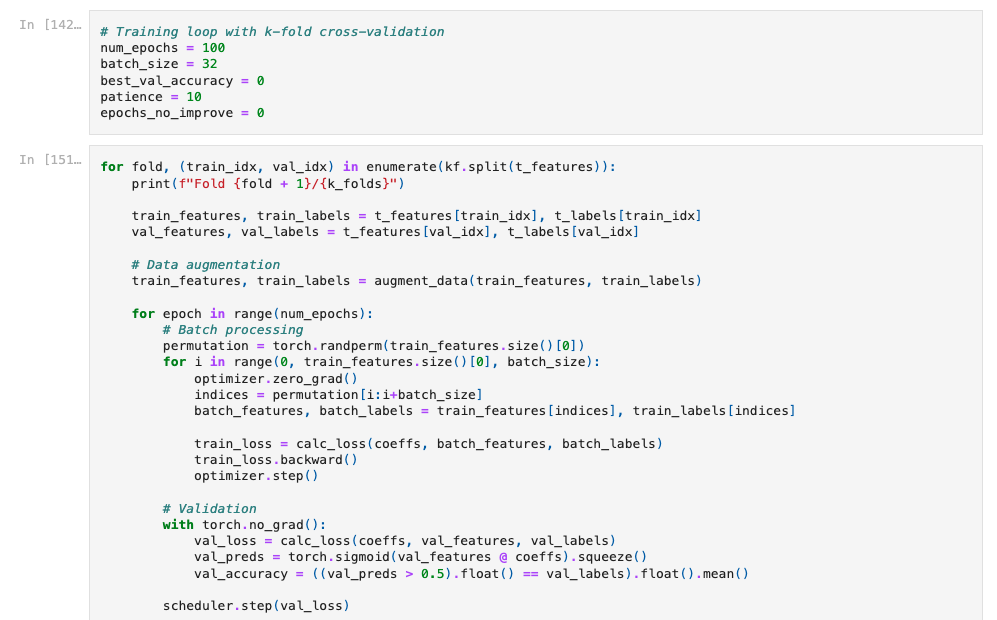 In [142…
# Training loop with k-fold cross-validation
num_epochs = 100
batch_size = 32
best_val_accuracy = 0
patience = 10
epochs_no_improve = 0
In [151…
for fold, (train_idx, val_idx) in enumerate(kf.split(t_features)):
    print(f"Fold {fold + 1}/{k_folds}")
    train_features, train_labels = t_features[train_idx], t_labels[train_idx]
    val_features, val_labels = t_features[val_idx], t_labels[val_idx]
    # Data augmentation
    train_features, train_labels = augment_data(train_features, train_labels)
    for epoch in range(num_epochs):
        # Batch processing
        permutation = torch.randperm(train_features.size()[0])
        for i in range(0, train_features.size()[0], batch_size):
            optimizer.zero_grad()
            indices = permutation[i:i+batch_size]
            batch_features, batch_labels = train_features[indices], train_labels[indices]
            train_loss = calc_loss(coeffs, batch_features, batch_labels)
            train_loss.backward()
            optimizer.step()
        # Validation
        with torch.no_grad():
            val_loss = calc_loss(coeffs, val_features, val_labels)
            val_preds = torch.sigmoid(val_features @ coeffs).squeeze()
            val_accuracy = ((val_preds > 0.5).float() == val_labels).float().mean()
        scheduler.step(val_loss)